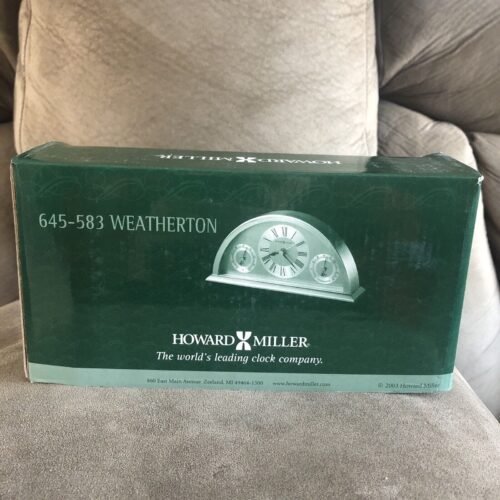 HOWARD MILLER
645-583 WEATHERTON
HOWARD MILLER®
The world's leading clock company.
860 East Main Avenue Zeeland, MI 49464-1300 www.howardmiller.com © 2003 Howard Miller